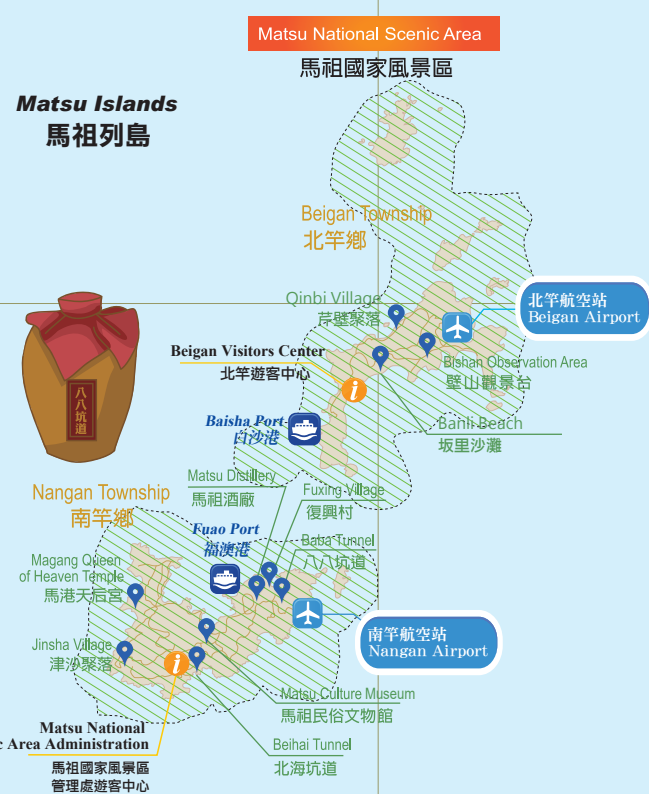 Matsu National Scenic Area
馬祖國家風景區
Matsu Islands
馬祖列島
Beigan Township
北竿鄉
Qinbi Village
芹壁聚落
北竿航空站
Beigan Airport
Beigan Visitors Center
北竿遊客中心
Bishan Observation Area
壁山觀景台
Baisha Port
白沙港
Banli Beach
坂里沙灘
八八坑道
Nangan Township
南竿鄉
Matsu Distillery
馬祖酒廠
Fuxing Village
復興村
Fuao Port
福澳港
Baba Tunnel
八八坑道
Magang Queen
of Heaven Temple
馬港天后宮
南竿航空站
Nangan Airport
Jinsha Village
津沙聚落
Matsu Culture Museum
馬祖民俗文物館
Matsu National
c Area Administration
馬祖國家風景區
管理處遊客中心
Beihai Tunnel
北海坑道